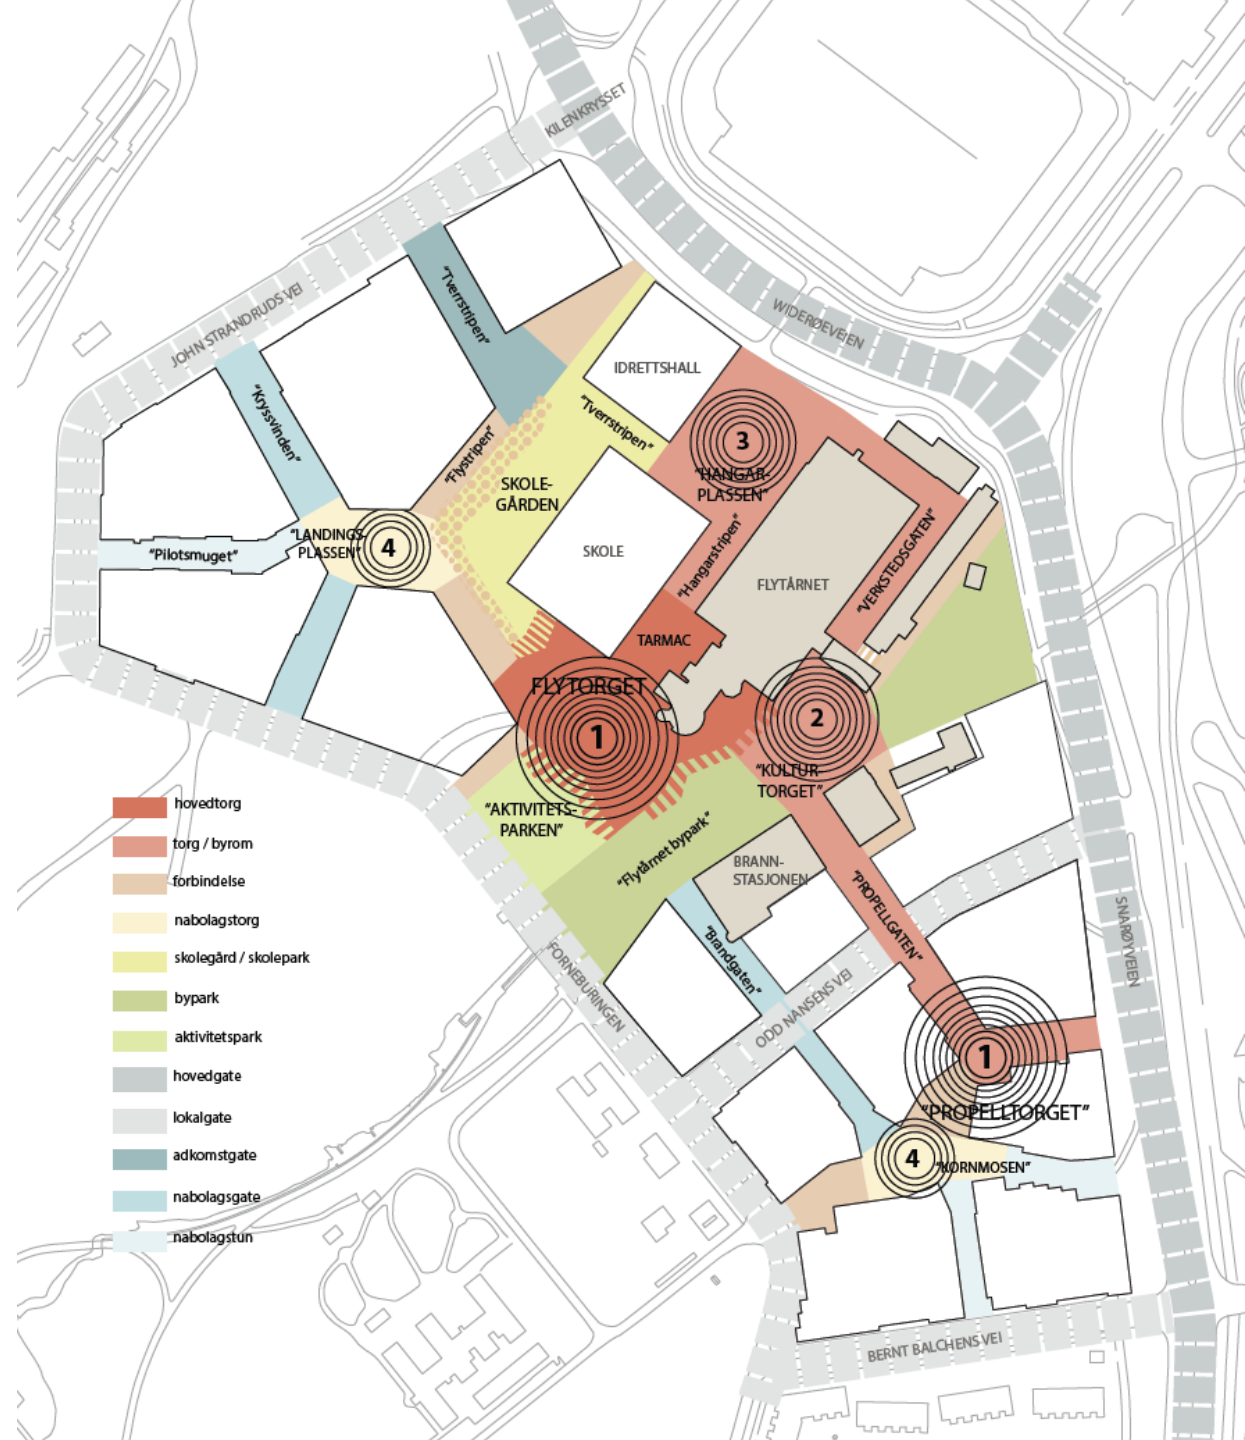 KILENKRYSSET
JOHN STRANDRUDS VEI
"Tverrstripen"
WIDERØEVEIEN
IDRETTSHALL
"Kryssvinden"
"Tverrstripen"
3
"HANGAR-
PLASSEN"
"Flystripen"
SKOLE-
GÅRDEN
"LANDINGS-
PLASSEN"
4
"Pilotsmuget"
SKOLE
"Hangarstripen"
FLYTÅRNET
"VERKSTEDSGATEN"
TARMAC
FLYTORGET
1
2
"KULTUR-
TORGET"
"AKTIVITETS-
PARKEN"
"Flytårnet bypark"
BRANN-
STASJONEN
"PROPELLGATEN"
"Brandgaten"
FORNEBURINGEN
ODD NANSENS VEI
SNARØYVEIEN
1
"PROPELLTORGET"
4
"KORNMOSEN"
BERNT BALCHENS VEI
hovedtorg
torg / byrom
forbindelse
nabolagstorg
skolegård / skolepark
bypark
aktivitetspark
hovedgate
lokalgate
adkomstgate
nabolagsgate
nabolagstun